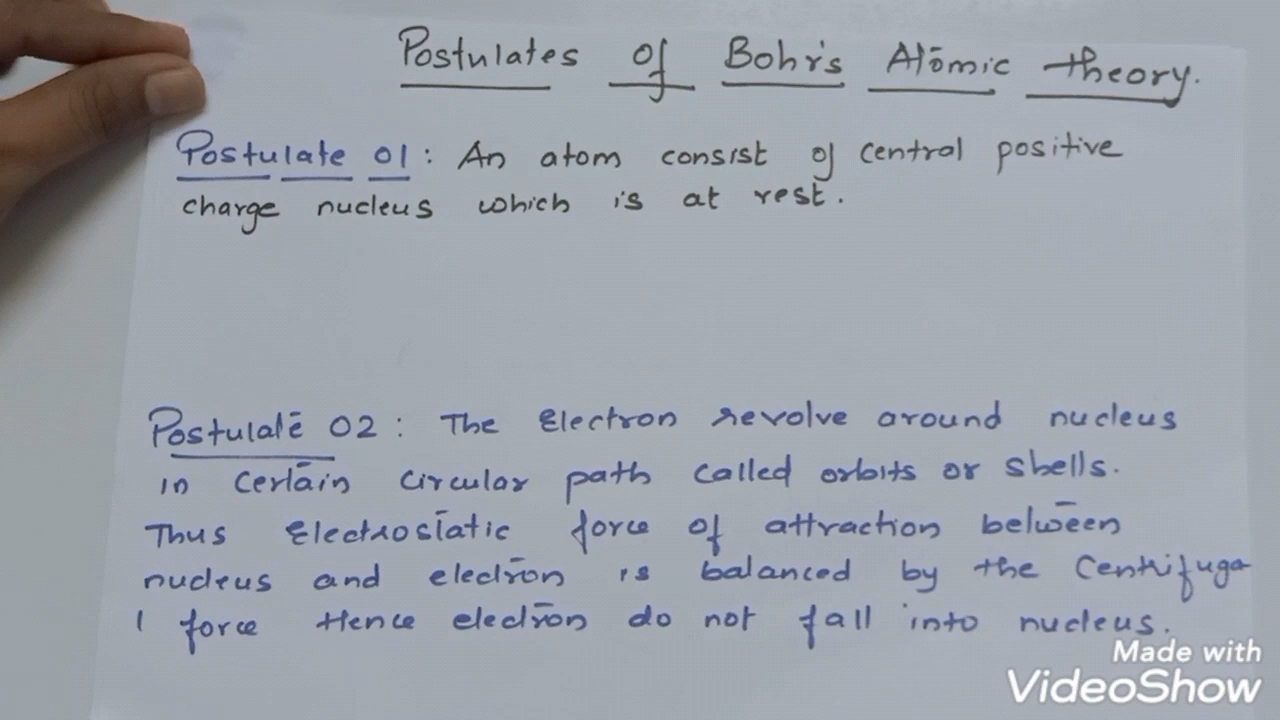 Postulates of Bohr's Atomic theory.
Postulate 01: An atom consist of central positive
charge nucleus which is at rest.
Postulate 02: The Electron revolve around nucleus
in certain circular path called orbits or shells.
Thus Electrostatic force of attraction between
nucleus and electron is balanced by the Centrifuga
l force Hence electron do not fall into nucleus.
Made with
VideoShow